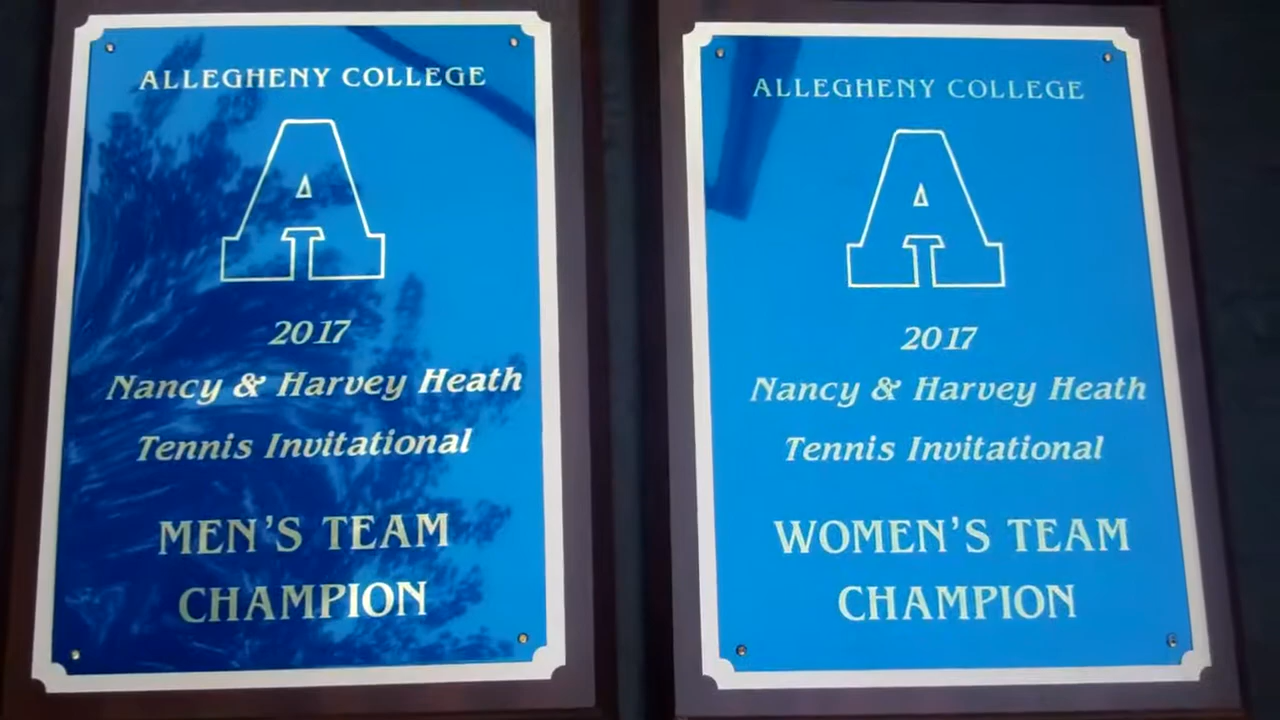 ALLEGHENY COLLEGE
A
2017
Nancy & Harvey Heath
Tennis Invitational
MEN'S TEAM
CHAMPION
ALLEGHENY COLLEGE
A
2017
Nancy & Harvey Heath
Tennis Invitational
WOMEN'S TEAM
CHAMPION